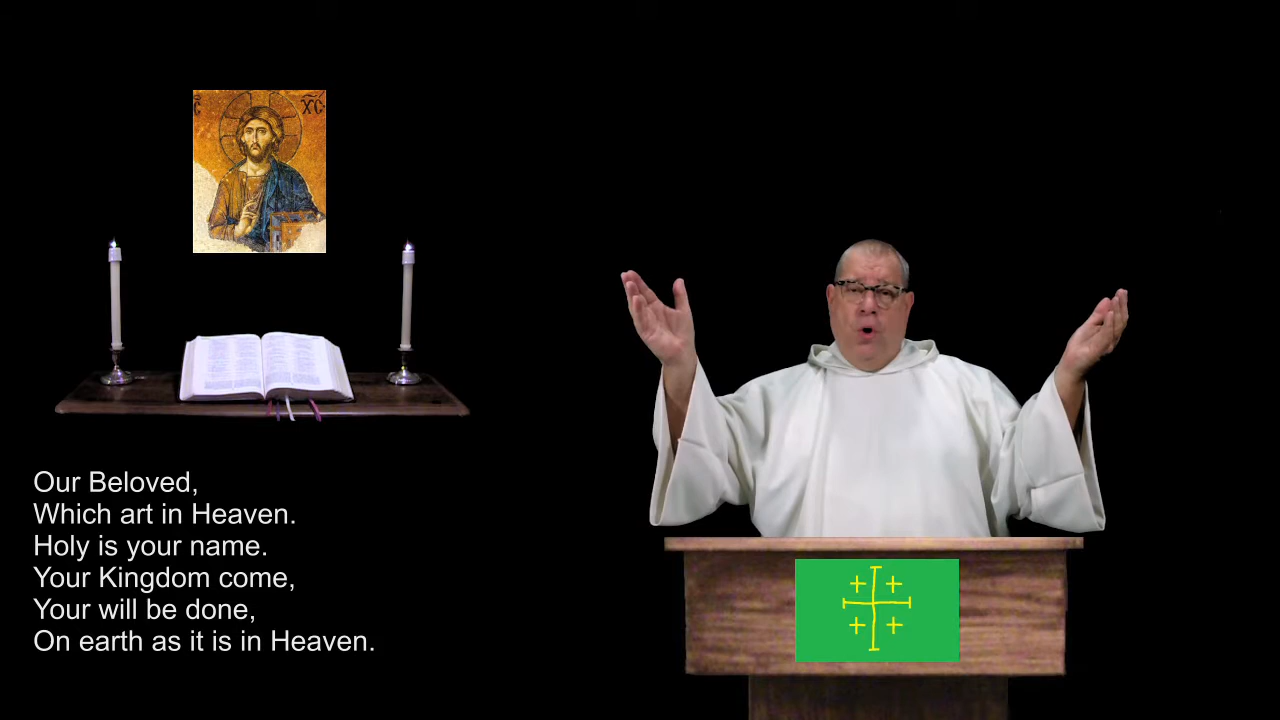 C
XC
Our Beloved,
Which art in Heaven.
Holy is your name.
Your Kingdom come,
Your will be done,
On earth as it is in Heaven.